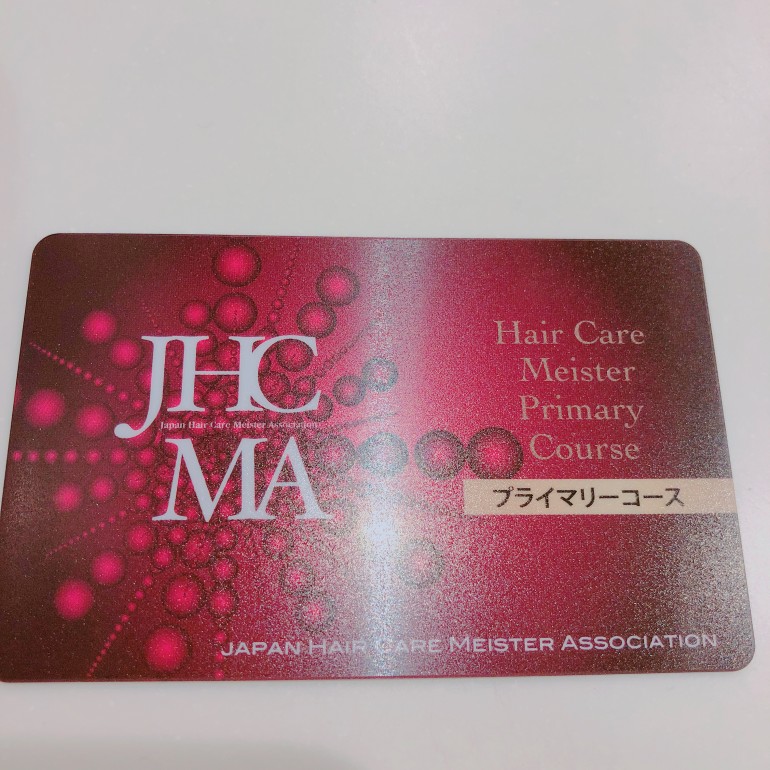 JHC
Japan Hair Care Meister Association
MA
Hair Care
Meister
Primary
Course
プライマリーコース
JAPAN HAIR CARE MEISTER ASSOCIATION